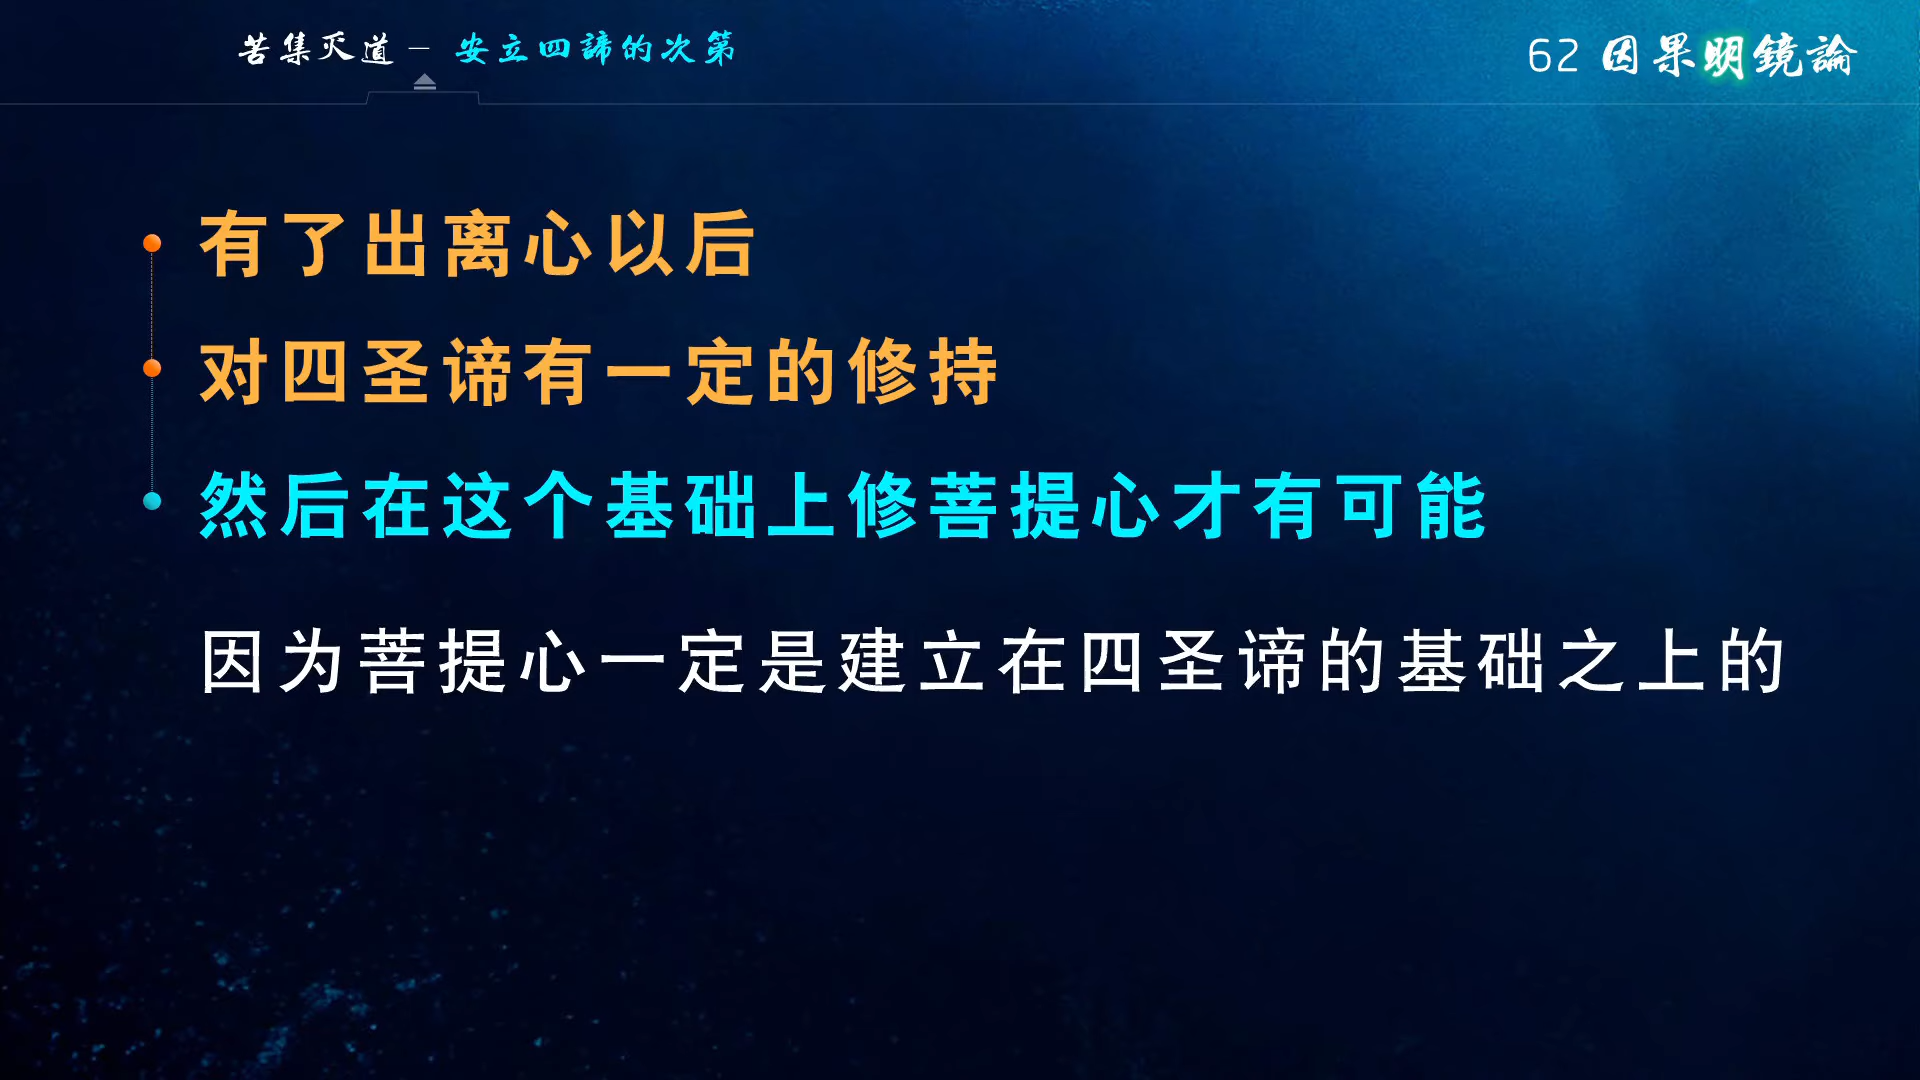 苦集灭道 — 安立四諦的次第
62 因果明鏡論
有了出离心以后
对四圣谛有一定的修持
然后在这个基础上修菩提心才有可能
因为菩提心一定是建立在四圣谛的基础之上的